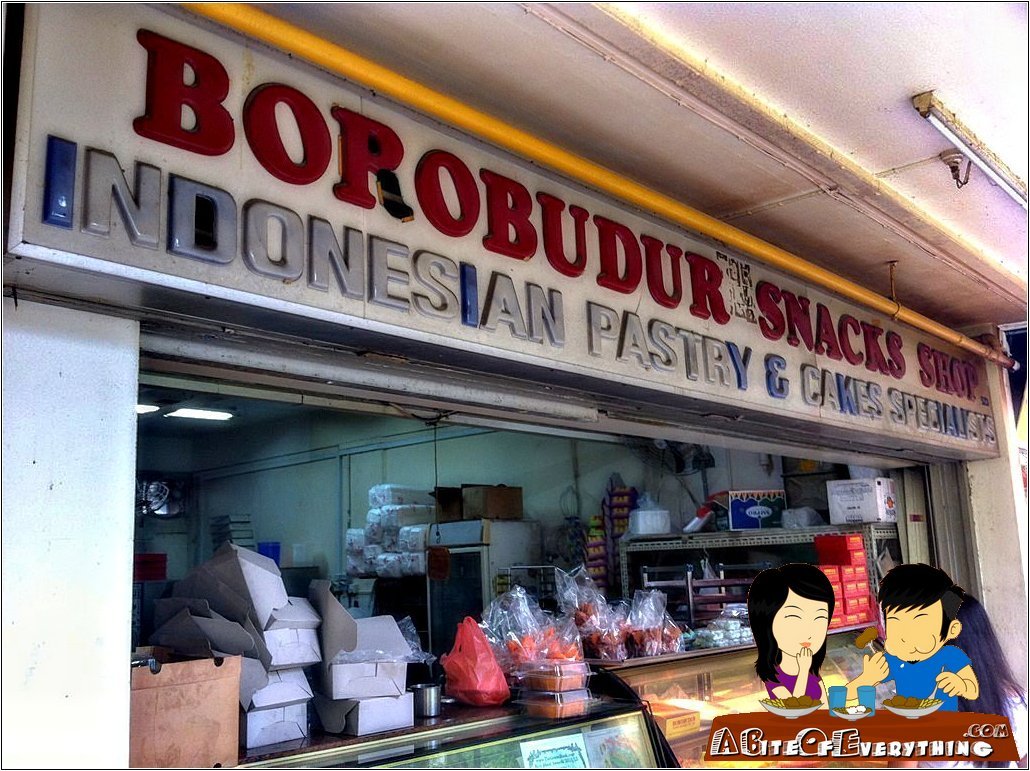 BOROBUDUR SNACKS SHOP
INDONESIAN PASTRY & CAKES SPECIALISTS
ABITEOFEVERYTHING
.COM